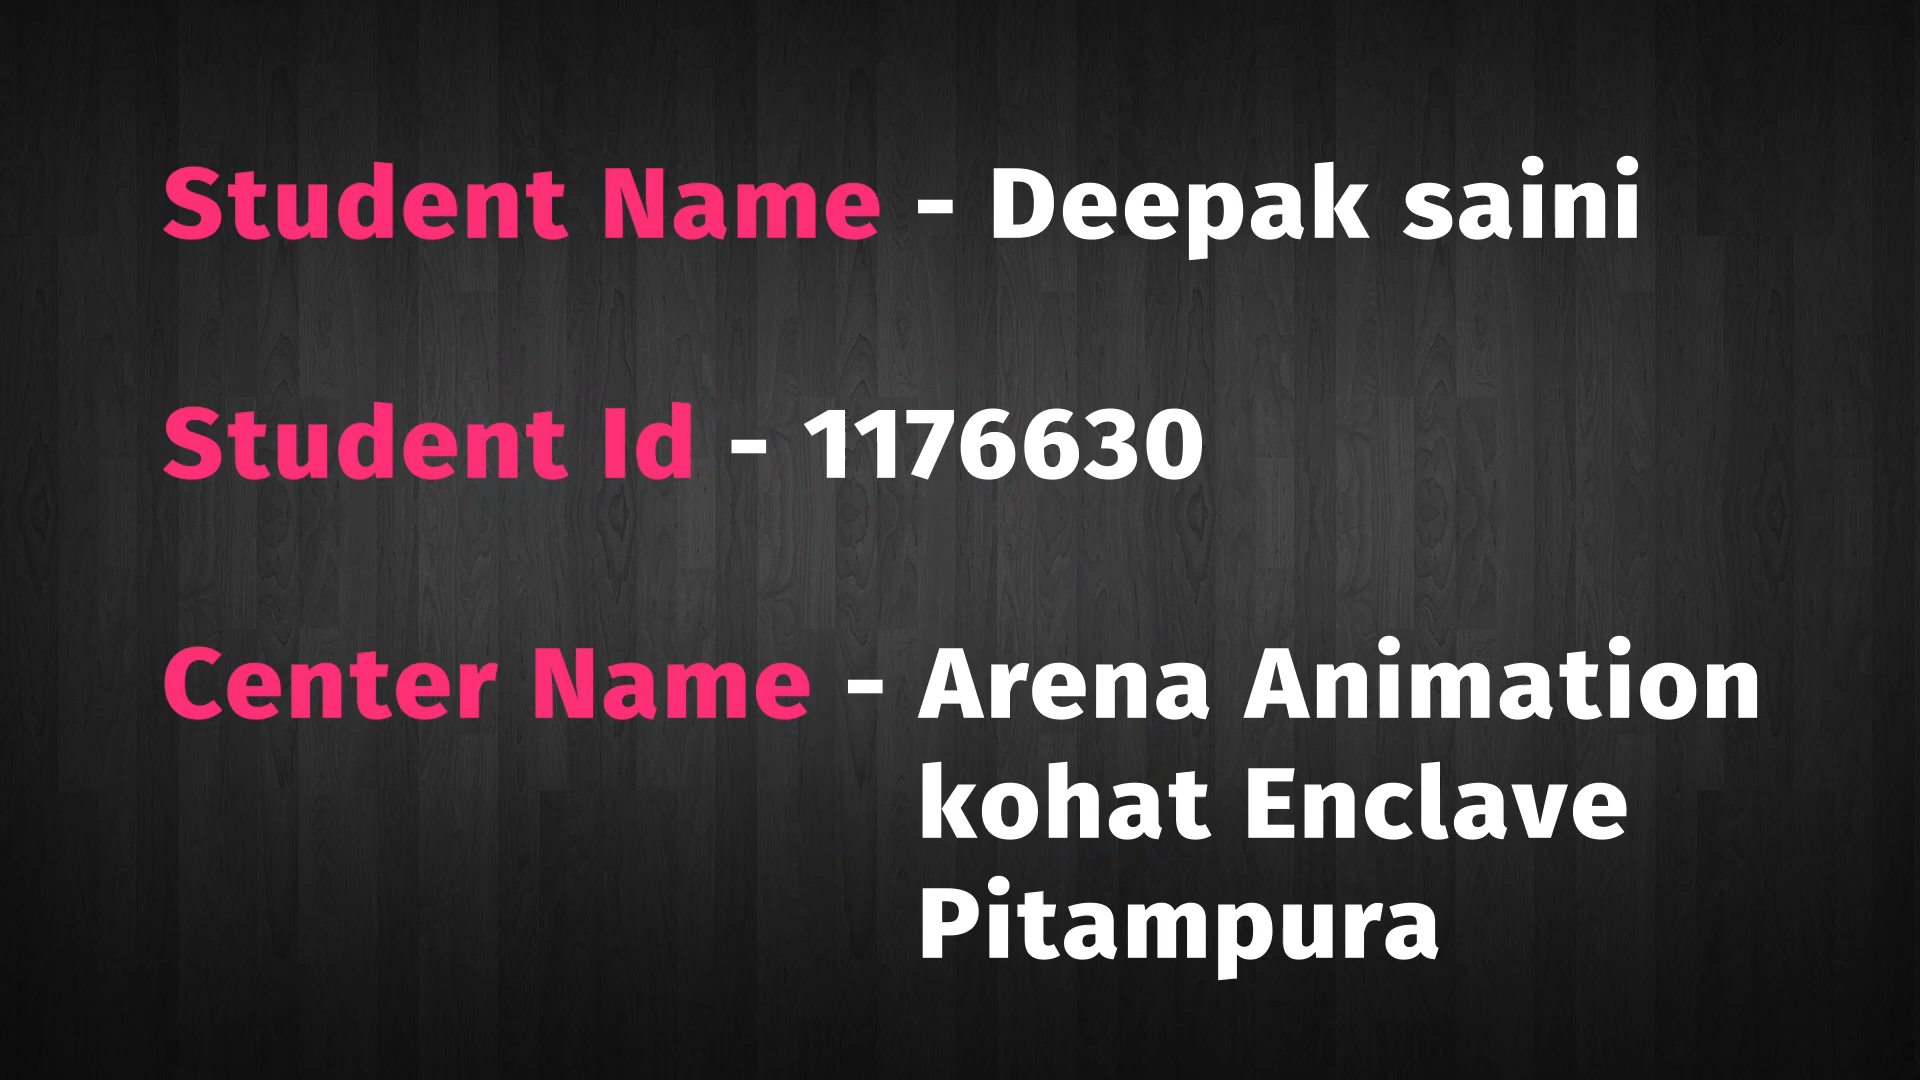 Student Name - Deepak saini
Student Id - 1176630
Center Name - Arena Animation
kohat Enclave
Pitampura